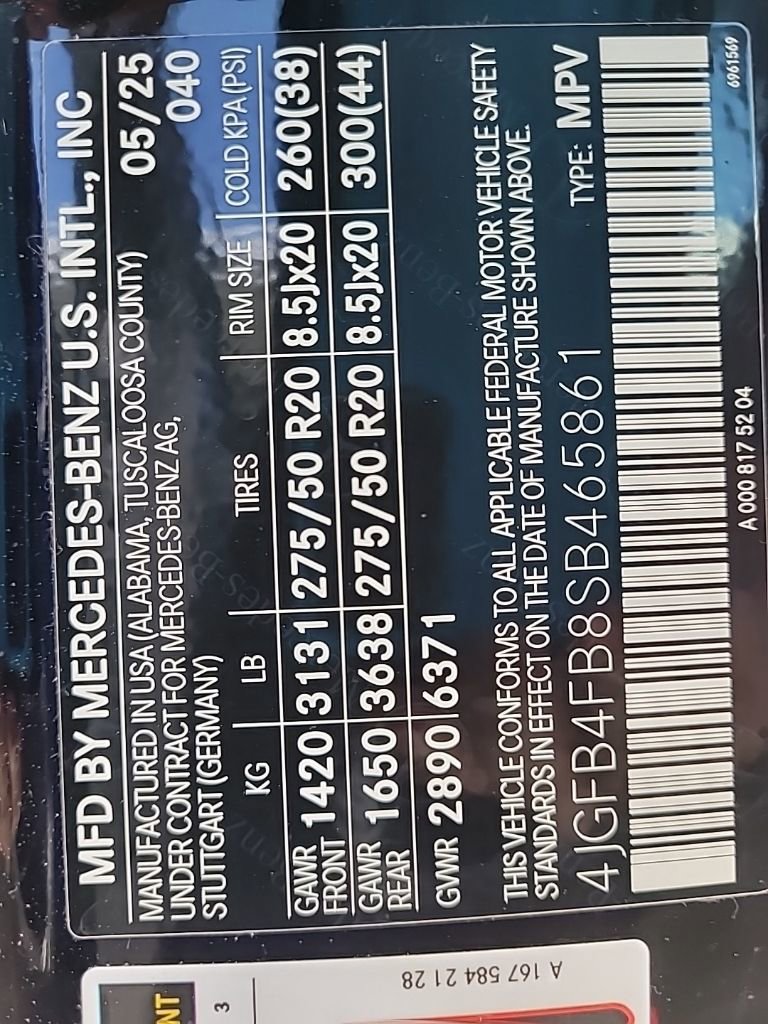 MFD BY MERCEDES-BENZ U.S. INTL., INC
MANUFACTURED IN USA (ALABAMA, TUSCALOOSA COUNTY) 05/25
UNDER CONTRACT FOR MERCEDES-BENZ AG, 040
STUTTGART (GERMANY)
KG LB TIRES RIM SIZE COLD KPA (PSI)
GAWR FRONT 1420 3131 275/50 R20 8.5Jx20 260(38)
GAWR REAR 1650 3638 275/50 R20 8.5Jx20 300(44)
GVWR 2890 6371
THIS VEHICLE CONFORMS TO ALL APPLICABLE FEDERAL MOTOR VEHICLE SAFETY
STANDARDS IN EFFECT ON THE DATE OF MANUFACTURE SHOWN ABOVE.
4JGFB4FB8SB465861 TYPE: MPV
A 000 817 52 04 6961569
NT
3
A 167 584 21 28